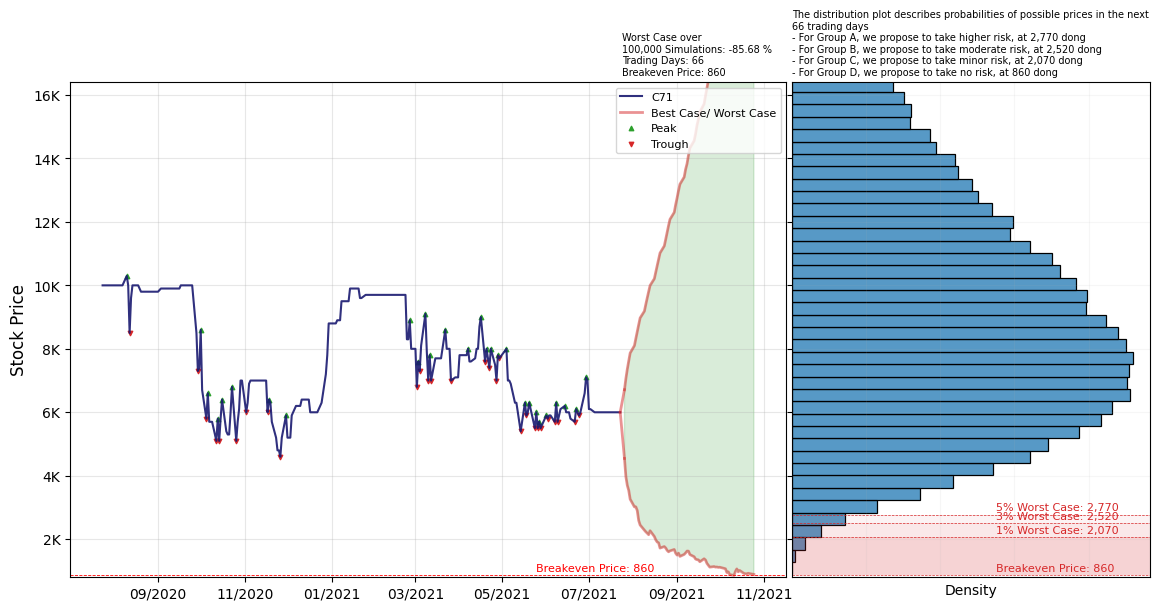 The distribution plot describes probabilities of possible prices in the next
66 trading days
- For Group A, we propose to take higher risk, at 2,770 dong
- For Group B, we propose to take moderate risk, at 2,520 dong
- For Group C, we propose to take minor risk, at 2,070 dong
- For Group D, we propose to take no risk, at 860 dong
Worst Case over
100,000 Simulations: -85.68 %
Trading Days: 66
Breakeven Price: 860
C71
Best Case/ Worst Case
Peak
Trough
Stock Price
16K
14K
12K
10K
8K
6K
4K
2K
Breakeven Price: 860
09/2020
11/2020
01/2021
03/2021
05/2021
07/2021
09/2021
11/2021
5% Worst Case: 2,770
3% Worst Case: 2,520
1% Worst Case: 2,070
Breakeven Price: 860
Density